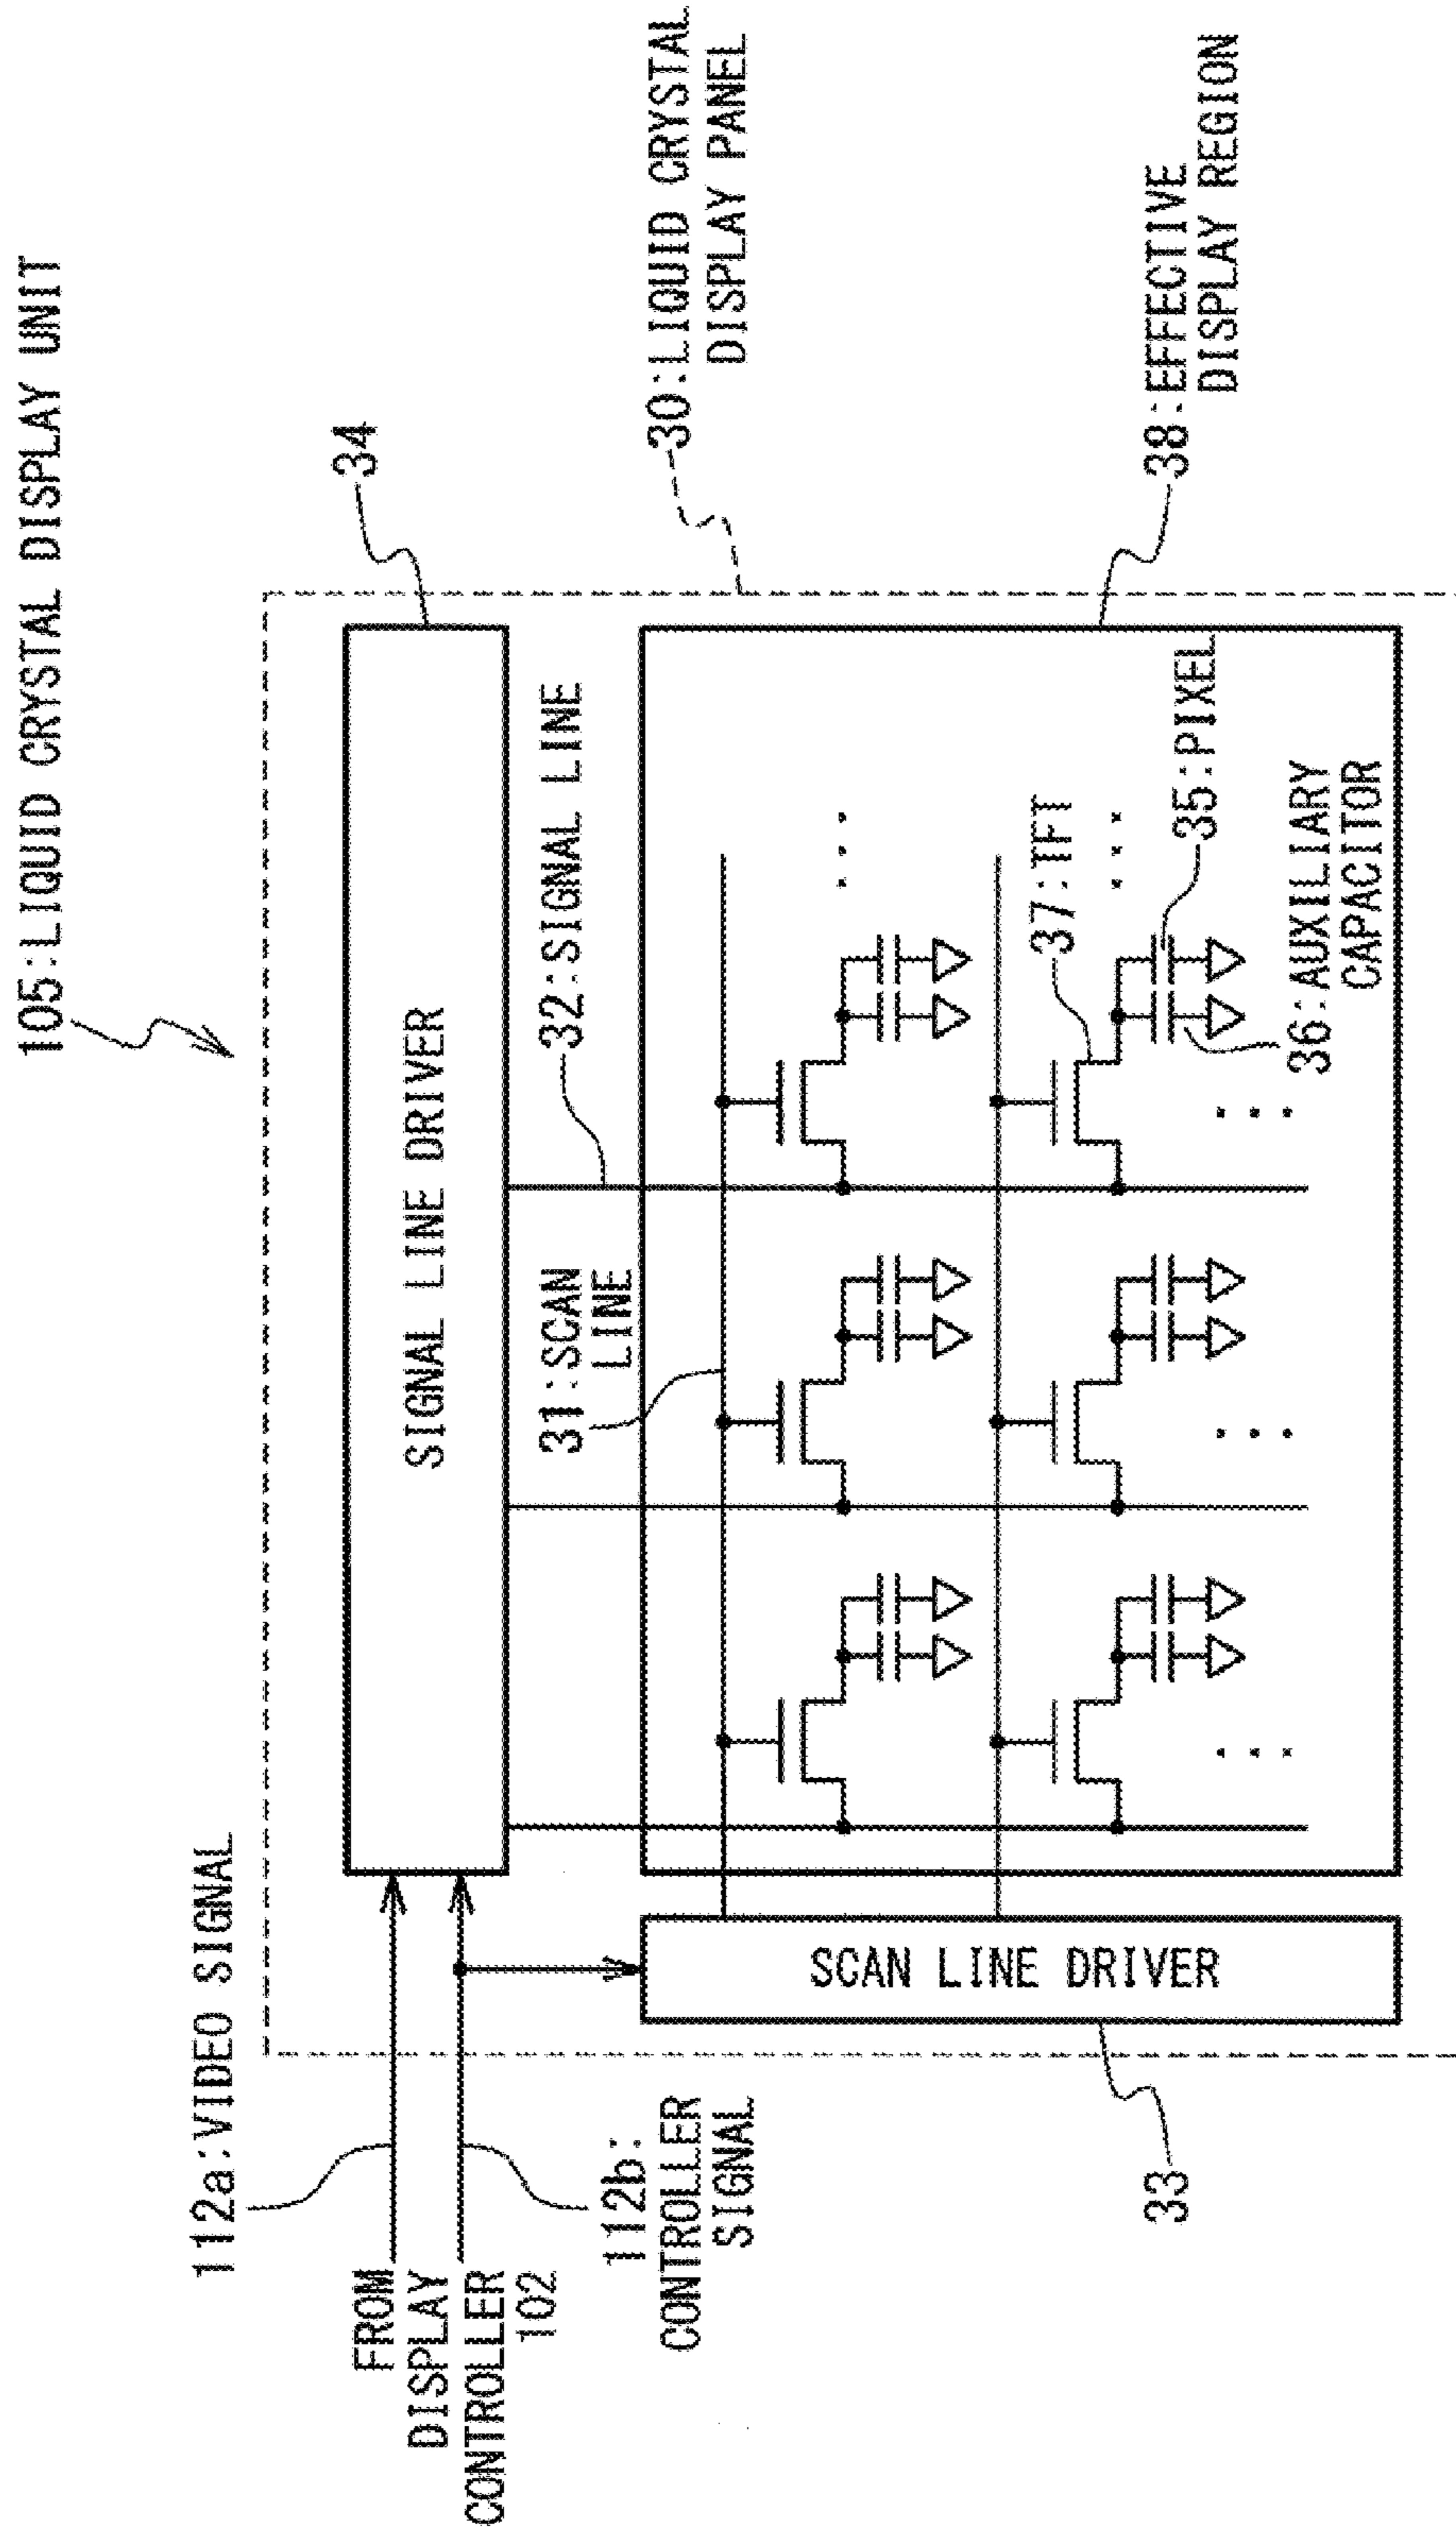 105:LIQUID CRYSTAL DISPLAY UNIT
112a:VIDEO SIGNAL
FROM
DISPLAY
CONTROLLER
102
112b:
CONTROLLER
SIGNAL
SIGNAL LINE DRIVER
34
31:SCAN
LINE
32:SIGNAL LINE
30:LIQUID CRYSTAL
DISPLAY PANEL
SCAN LINE DRIVER
33
37:TFT
35:PIXEL
36:AUXILIARY
CAPACITOR
38:EFFECTIVE
DISPLAY REGION